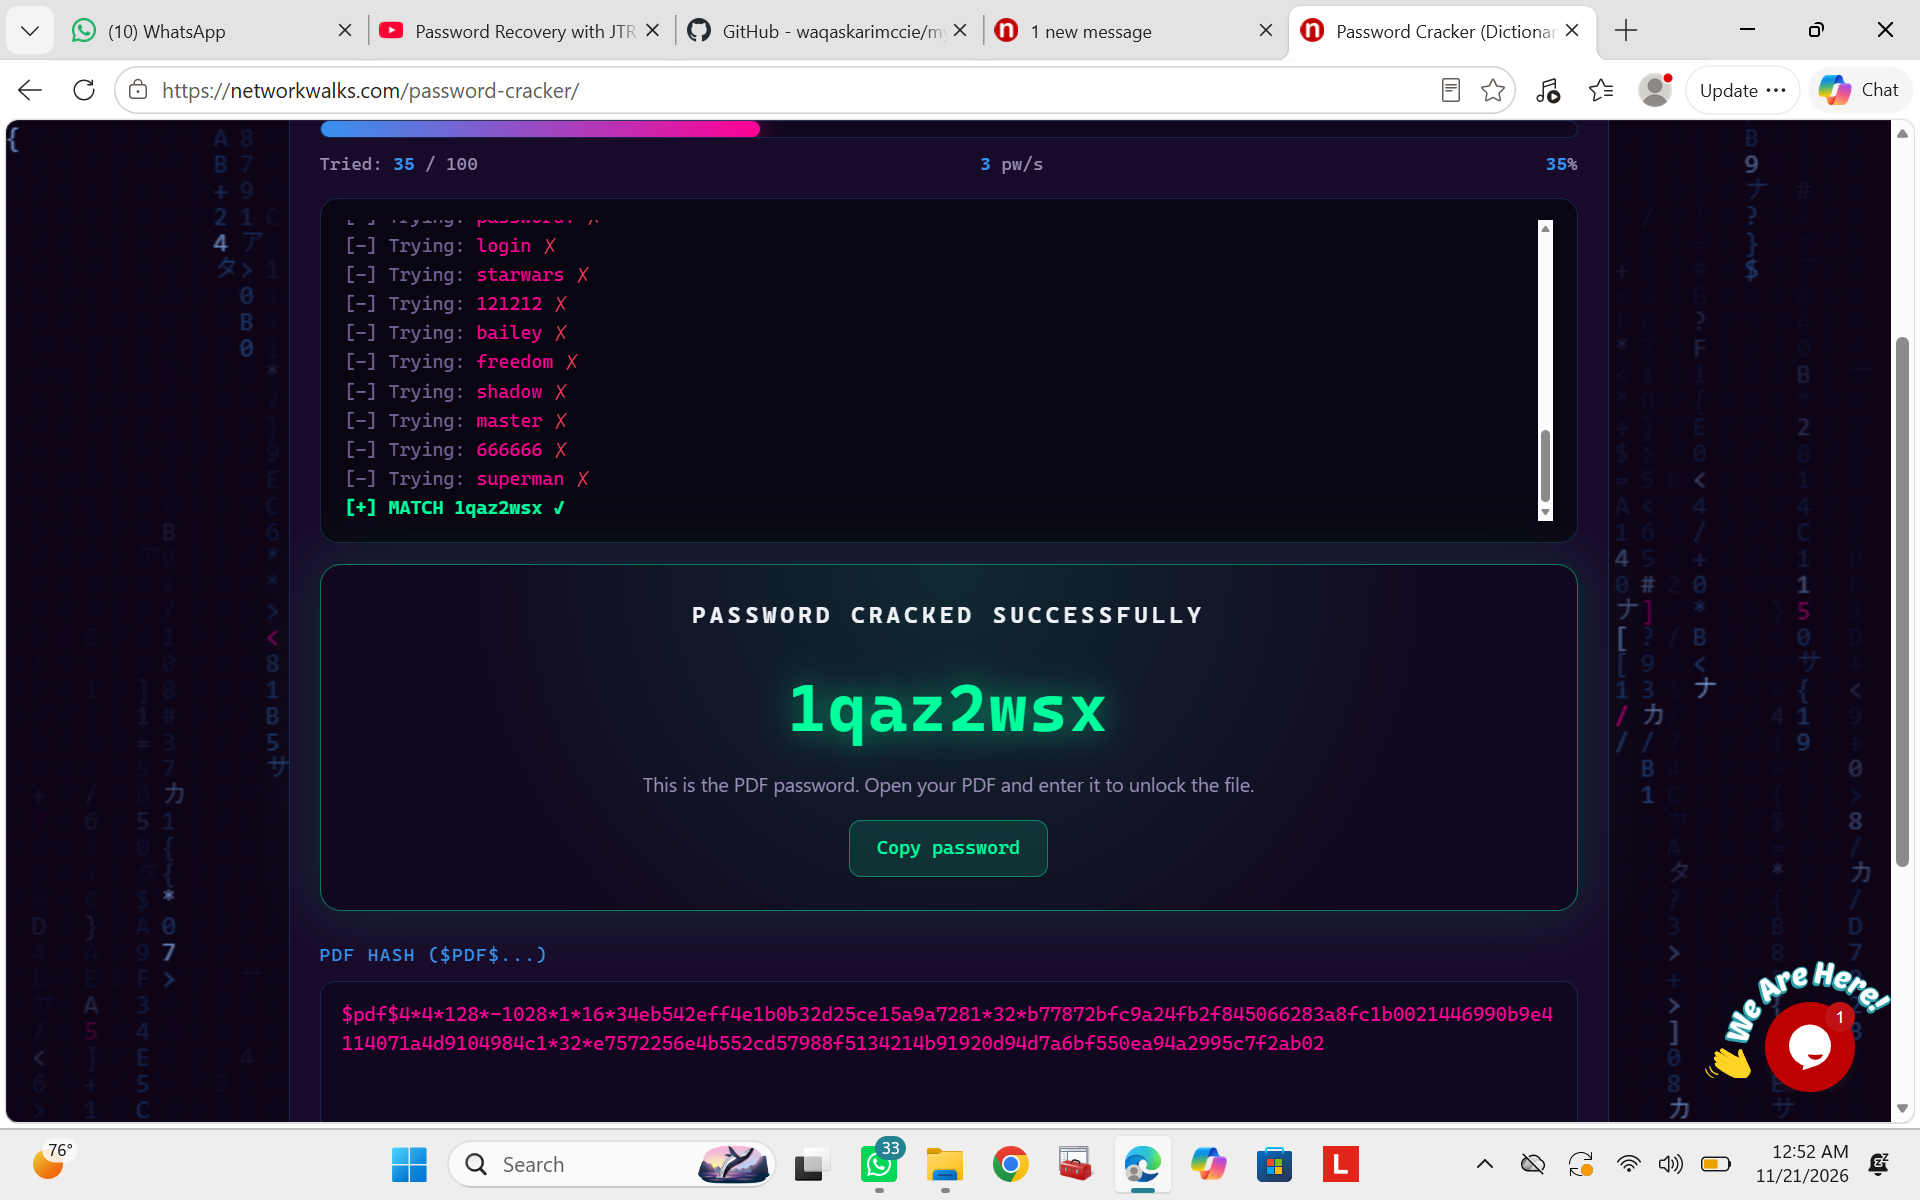 (10) WhatsApp
Password Recovery with JTR
GitHub - waqaskarimccie/my
1 new message
Password Cracker (Dictionar
https://networkwalks.com/password-cracker/
Update
Chat
Tried: 35 / 100
3 pw/s
35%
[-] Trying: login ✗
[-] Trying: starwars ✗
[-] Trying: 121212 ✗
[-] Trying: bailey ✗
[-] Trying: freedom ✗
[-] Trying: shadow ✗
[-] Trying: master ✗
[-] Trying: 666666 ✗
[-] Trying: superman ✗
[+] MATCH 1qaz2wsx ✓
PASSWORD CRACKED SUCCESSFULLY
1qaz2wsx
This is the PDF password. Open your PDF and enter it to unlock the file.
Copy password
PDF HASH ($PDF$...)
$pdf$4*4*128*-1028*1*16*34eb542eff4e1b0b32d25ce15a9a7281*32*b77872bfc9a24fb2f845066283a8fc1b0021446990b9e4
114071a4d9104984c1*32*e7572256e4b552cd57988f5134214b91920d94d7a6bf550ea94a2995c7f2ab02
We Are Here!
1
76°
Search
33
L
12:52 AM
11/21/2026